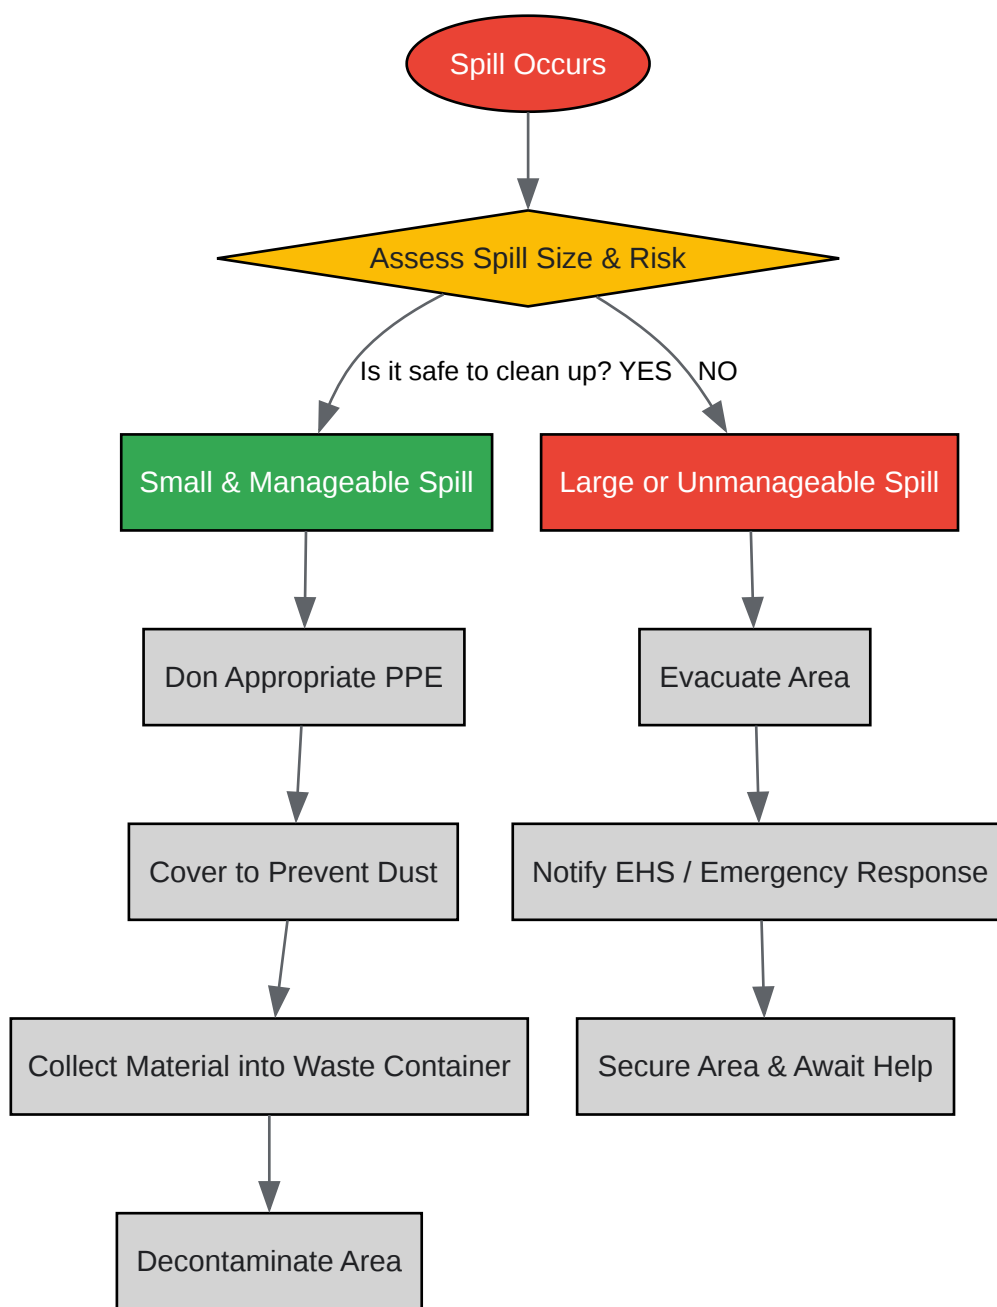 Spill Occurs
Assess Spill Size & Risk
Is it safe to clean up? YES
NO
Small & Manageable Spill
Large or Unmanageable Spill
Don Appropriate PPE
Evacuate Area
Cover to Prevent Dust
Notify EHS / Emergency Response
Collect Material into Waste Container
Secure Area & Await Help
Decontaminate Area